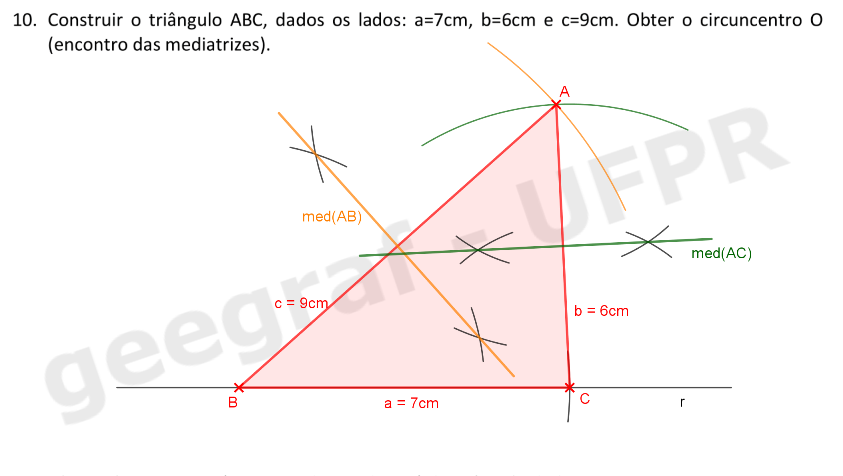 10. Construir o triângulo ABC, dados os lados: a=7cm, b=6cm e c=9cm. Obter o circuncentro O
(encontro das mediatrizes).
A
med(AB)
med(AC)
c = 9cm
b = 6cm
B
a = 7cm
C
r
geegraf - UFPR